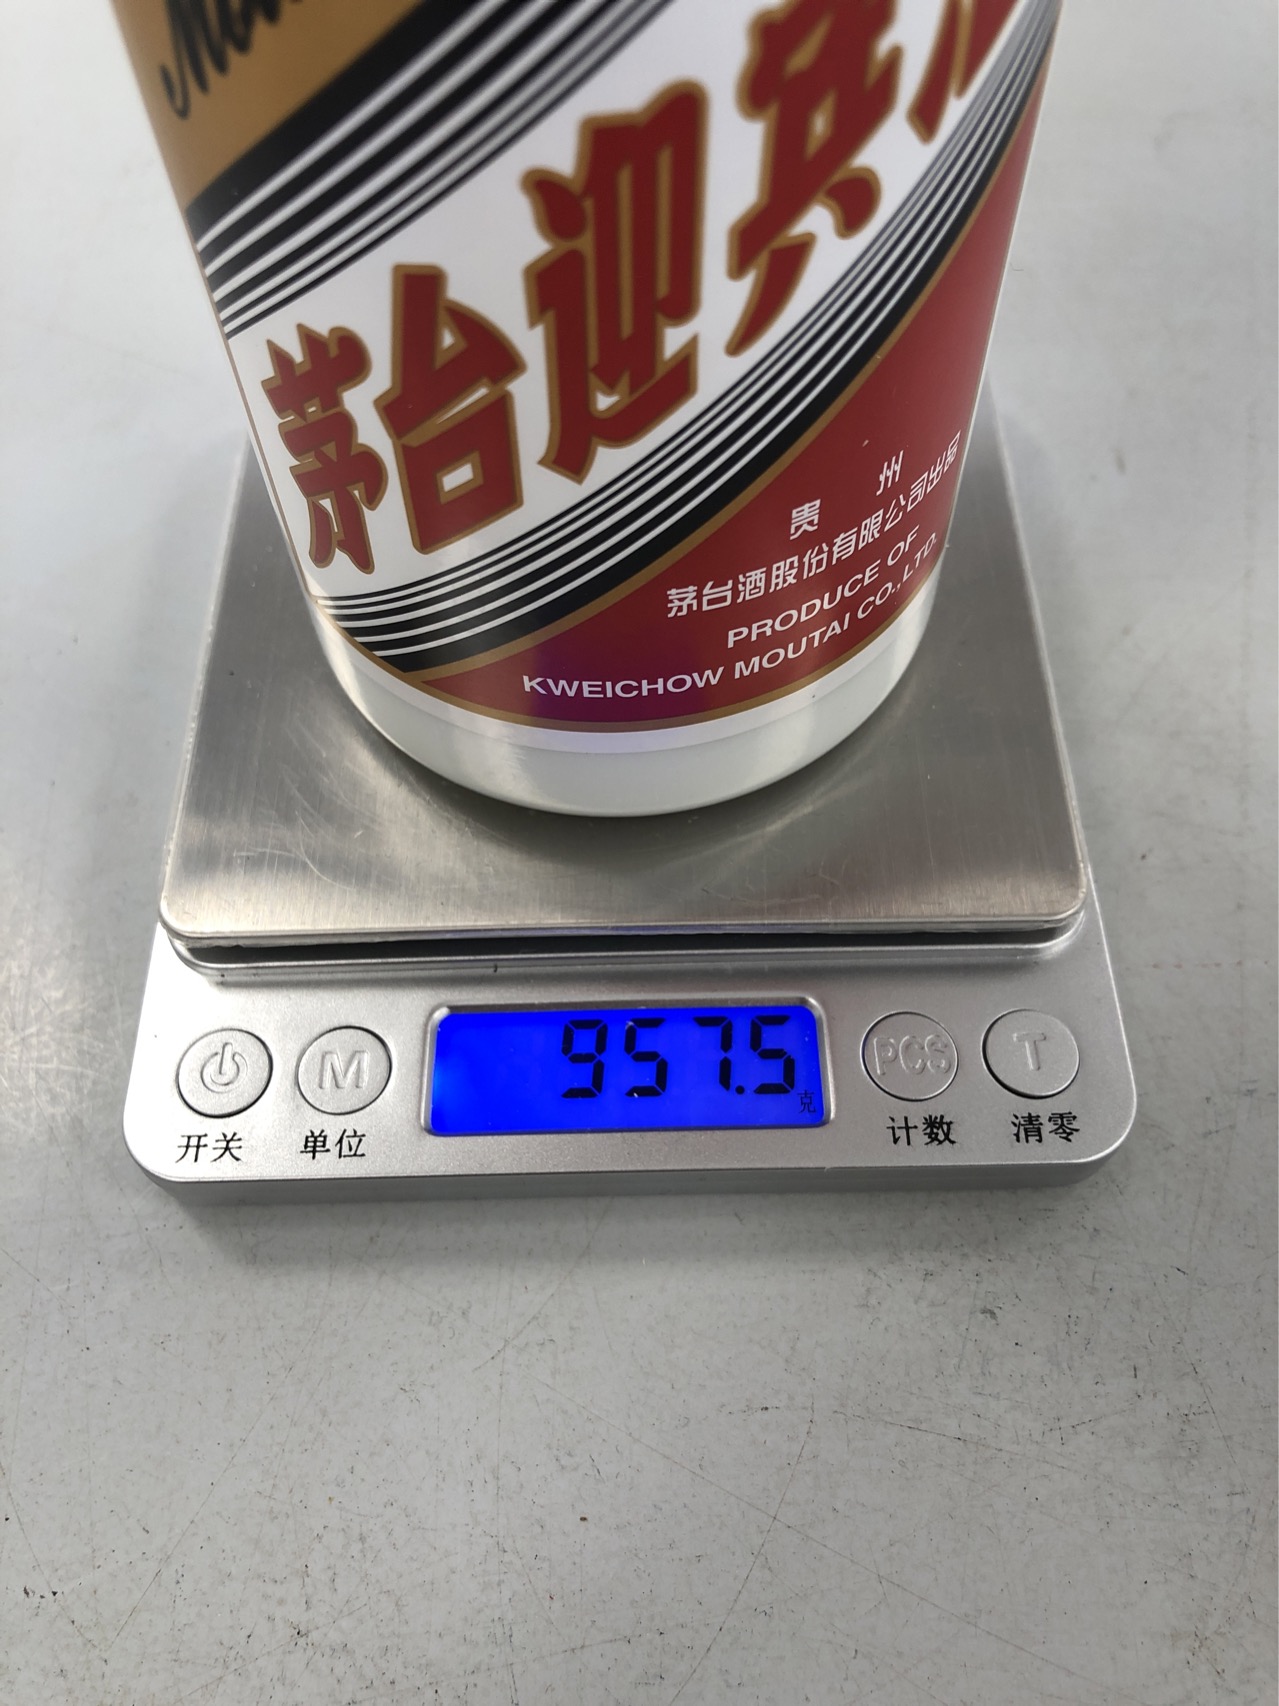 茅台迎宾
贵州
茅台酒股份有限公司出品
PRODUCE OF
KWEICHOW MOUTAI CO.,LTD.
957.5
克
M
PCS
T
开关
单位
计数
清零